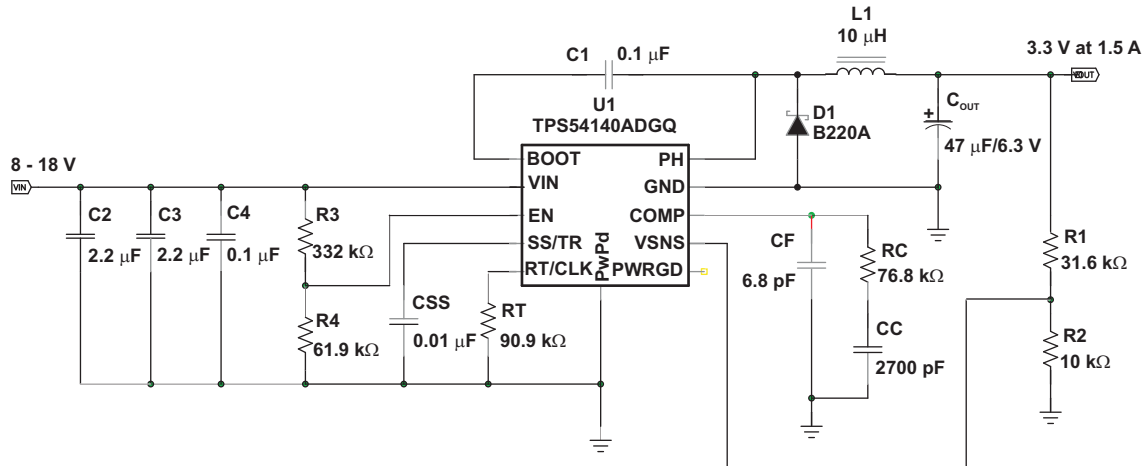 L1
10 μH
3.3 V at 1.5 A
C1
0.1 μF
U1
TPS54140ADGQ
D1
B220A
+
COUT
47 μF/6.3 V
8 - 18 V
VIN
BOOT
VIN
EN
SS/TR
RT/CLK
PwPd
PH
GND
COMP
VSNS
PWRGD
C2
2.2 μF
C3
2.2 μF
C4
0.1 μF
R3
332 kΩ
R4
61.9 kΩ
CSS
0.01 μF
RT
90.9 kΩ
CF
6.8 pF
RC
76.8 kΩ
CC
2700 pF
R1
31.6 kΩ
R2
10 kΩ